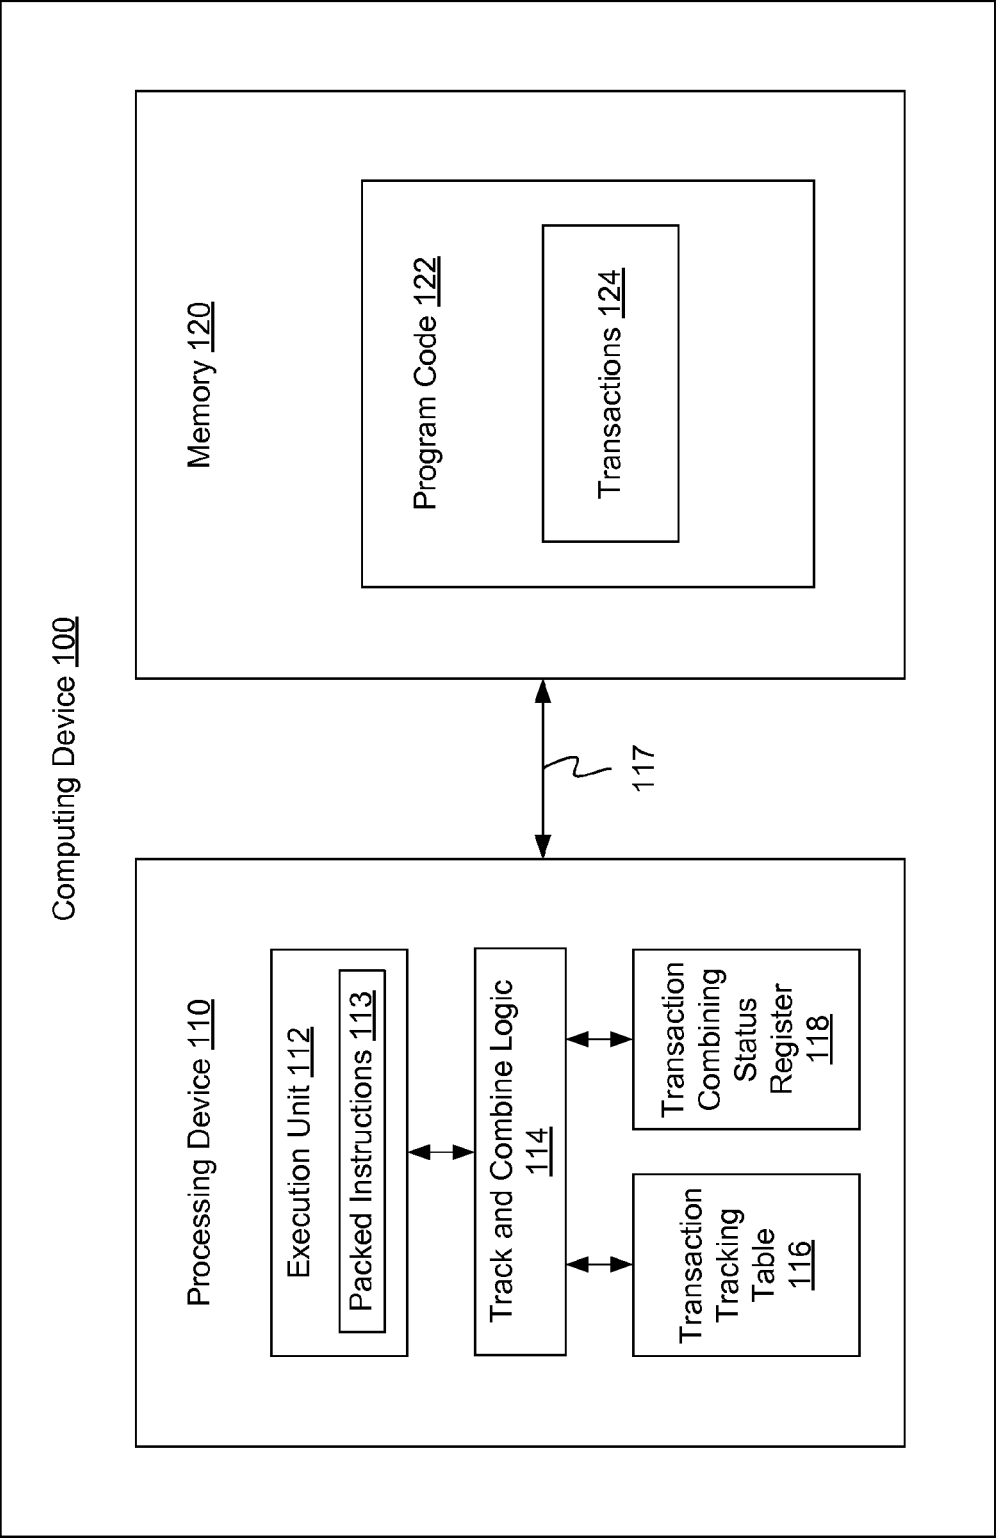 Computing Device 100
Processing Device 110
Execution Unit 112
Packed Instructions 113
Track and Combine Logic
114
Transaction
Tracking
Table
116
Transaction
Combining
Status
Register
118
117
Memory 120
Program Code 122
Transactions 124